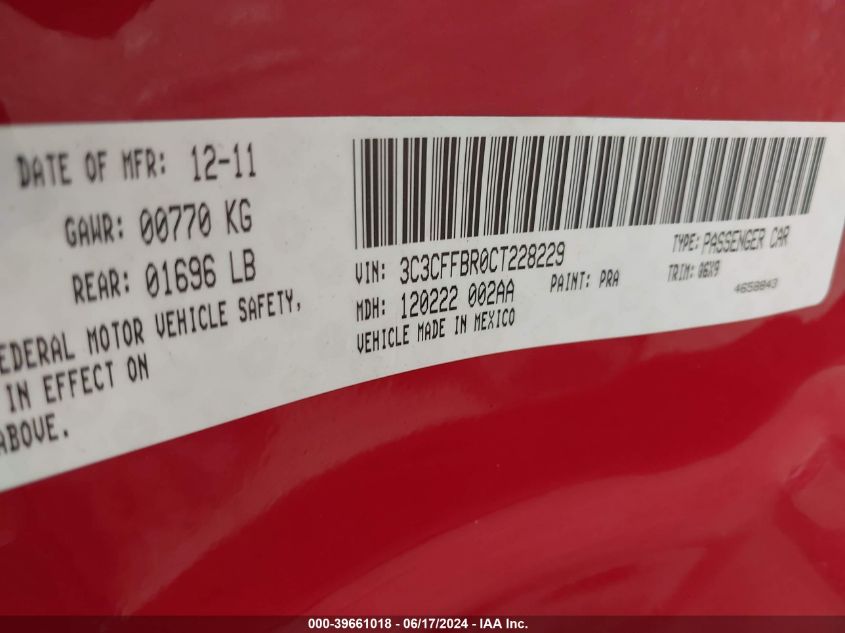 DATE OF MFR: 12-11
GAWR: 00770 KG
REAR: 01696 LB
EDERAL MOTOR VEHICLE SAFETY,
IN EFFECT ON
ABOVE.
VIN: 3C3CFFBR0CT228229
TYPE: PASSENGER CAR
MDH: 120222 002AA
PAINT: PRA
TRIM: 06X9
VEHICLE MADE IN MEXICO
4658843
000-39661018 - 06/17/2024 - IAA Inc.